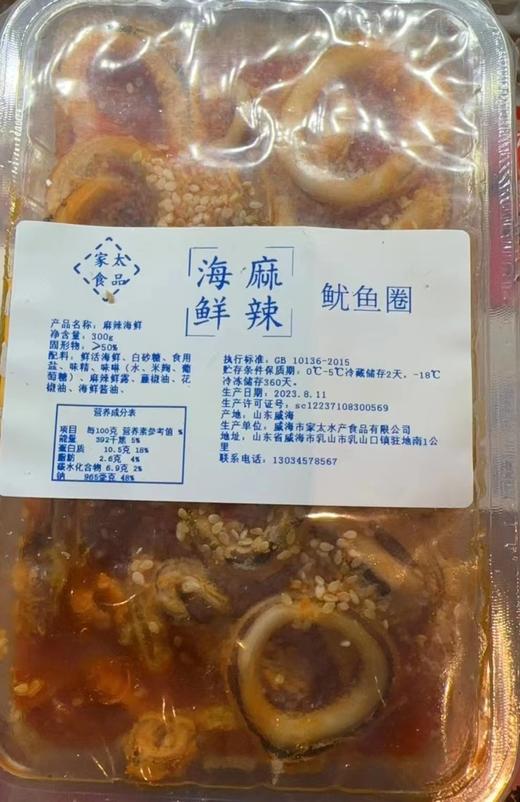 家太
食品
海麻
鲜辣
鱿鱼圈
产品名称：麻辣海鲜
净含量：300g
固形物：≥50%
配料：鲜活海鲜、白砂糖、食用
盐、味精、味啉（水、米麹、葡
萄糖）、麻辣鲜露、藤椒油、花
椒油、海鲜酱油、
营养成分表
项目 每100克 营养素参考值 %
能量 392千焦 5%
蛋白质 10.5克 18%
脂肪 2.6克 4%
碳水化合物 6.9克 2%
钠 965毫克 48%
执行标准：GB 10136-2015
贮存条件保质期：0℃-5℃冷藏储存2天，-18℃
冷冻储存360天。
生产日期：2023.8.11
生产许可证号：sc12237108300569
产地：山东威海
生产单位：威海市家太水产食品有限公司
地址：山东省威海市乳山市乳山口镇驻地南1公
里
联系电话：13034578567